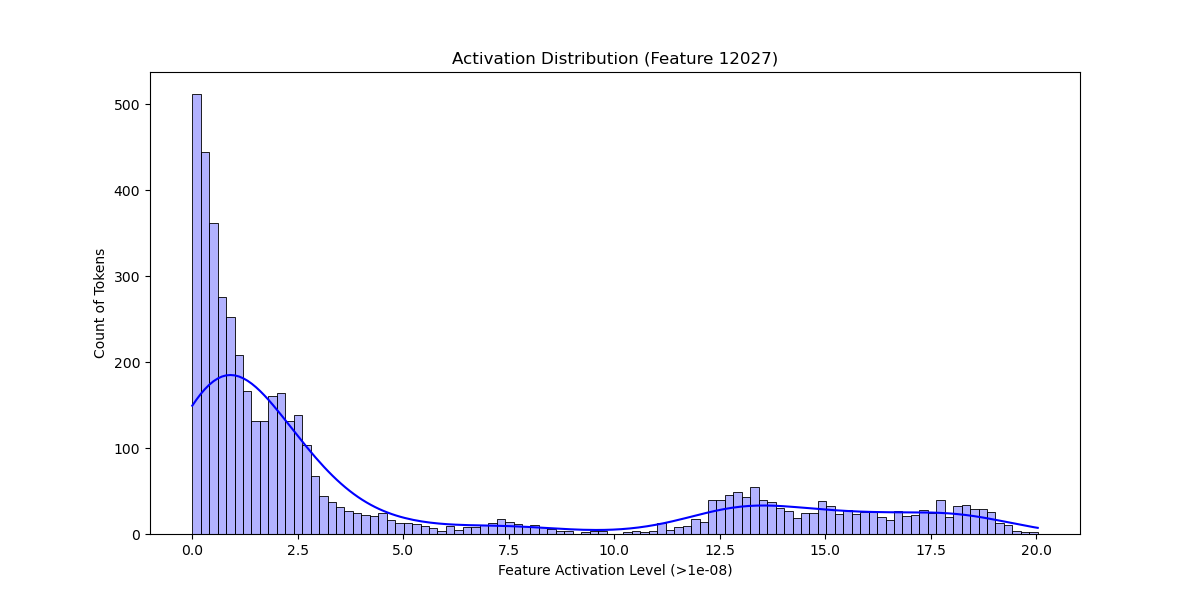 Activation Distribution (Feature 12027)
500
400
300
200
100
0
Count of Tokens
0.0 2.5 5.0 7.5 10.0 12.5 15.0 17.5 20.0
Feature Activation Level (>1e-08)